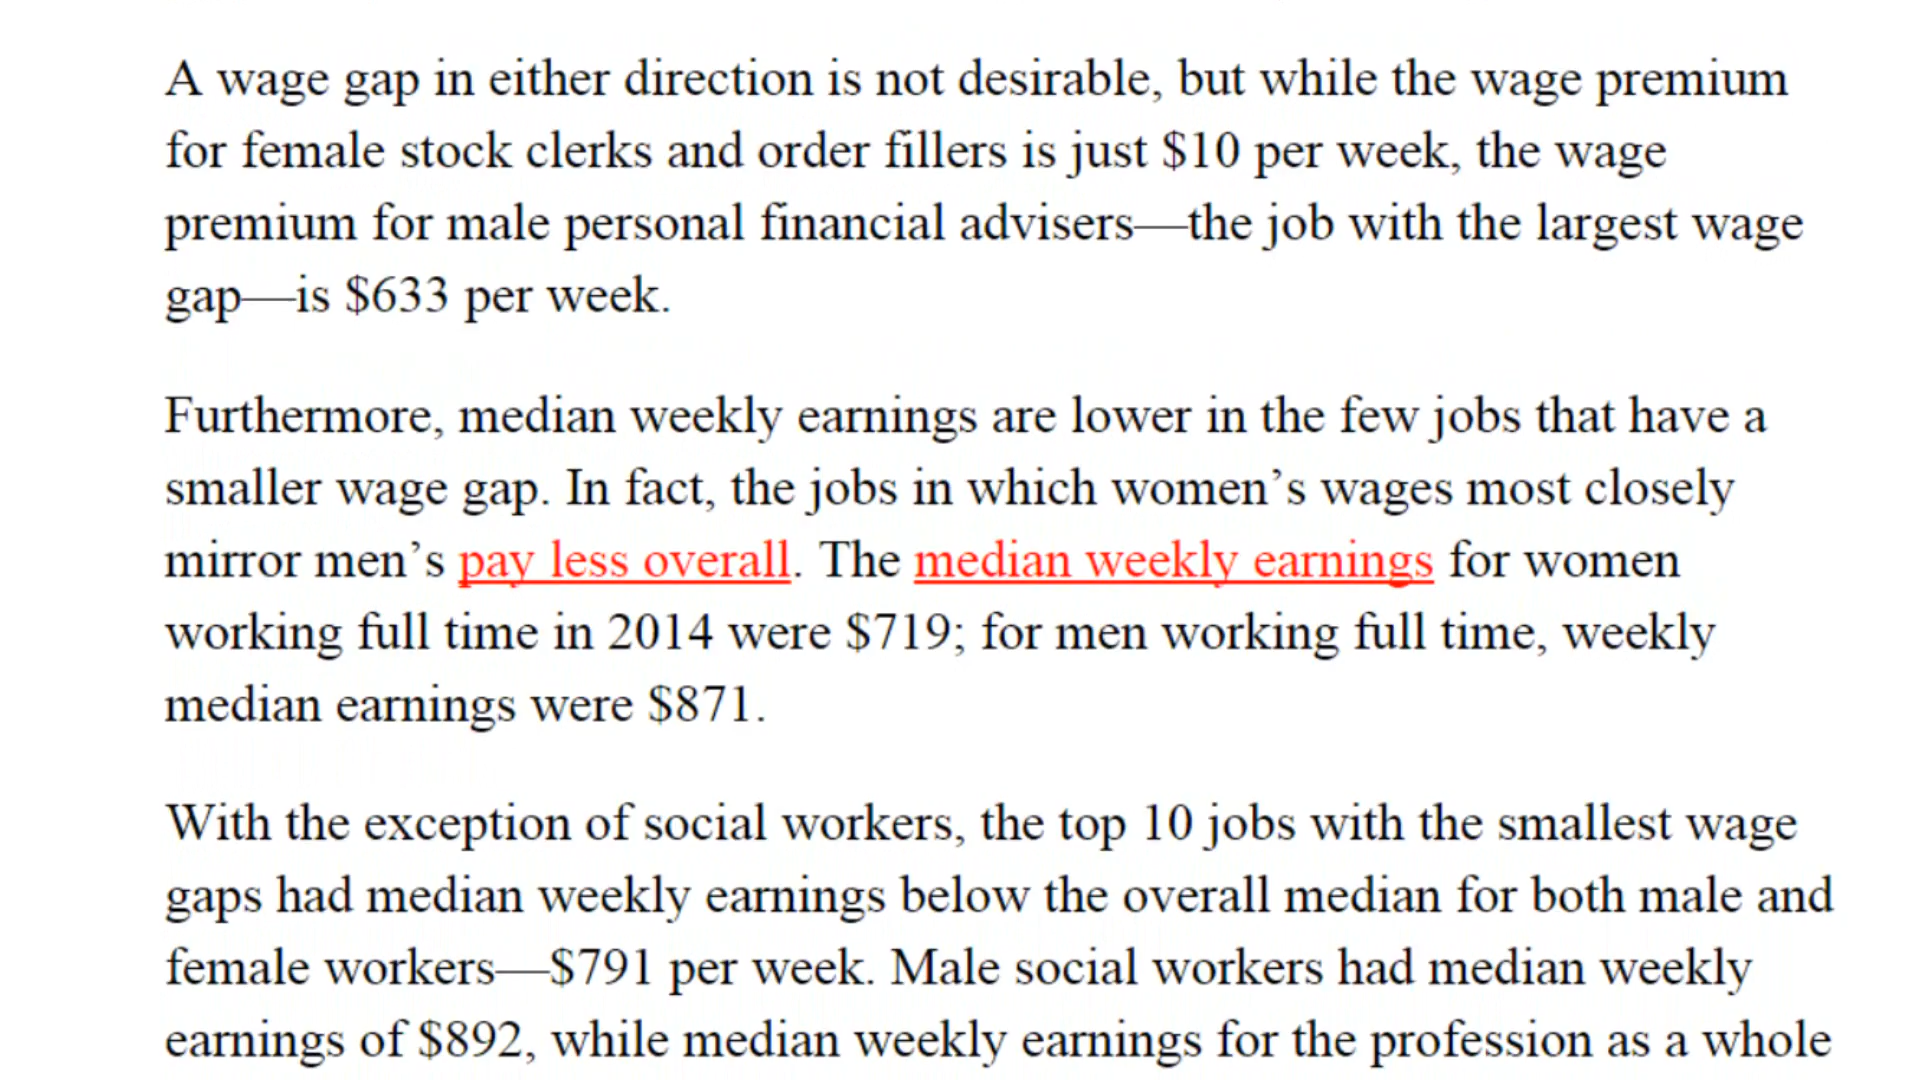 A wage gap in either direction is not desirable, but while the wage premium
for female stock clerks and order fillers is just $10 per week, the wage
premium for male personal financial advisers—the job with the largest wage
gap—is $633 per week.
Furthermore, median weekly earnings are lower in the few jobs that have a
smaller wage gap. In fact, the jobs in which women’s wages most closely
mirror men’s pay less overall. The median weekly earnings for women
working full time in 2014 were $719; for men working full time, weekly
median earnings were $871.
With the exception of social workers, the top 10 jobs with the smallest wage
gaps had median weekly earnings below the overall median for both male and
female workers—$791 per week. Male social workers had median weekly
earnings of $892, while median weekly earnings for the profession as a whole